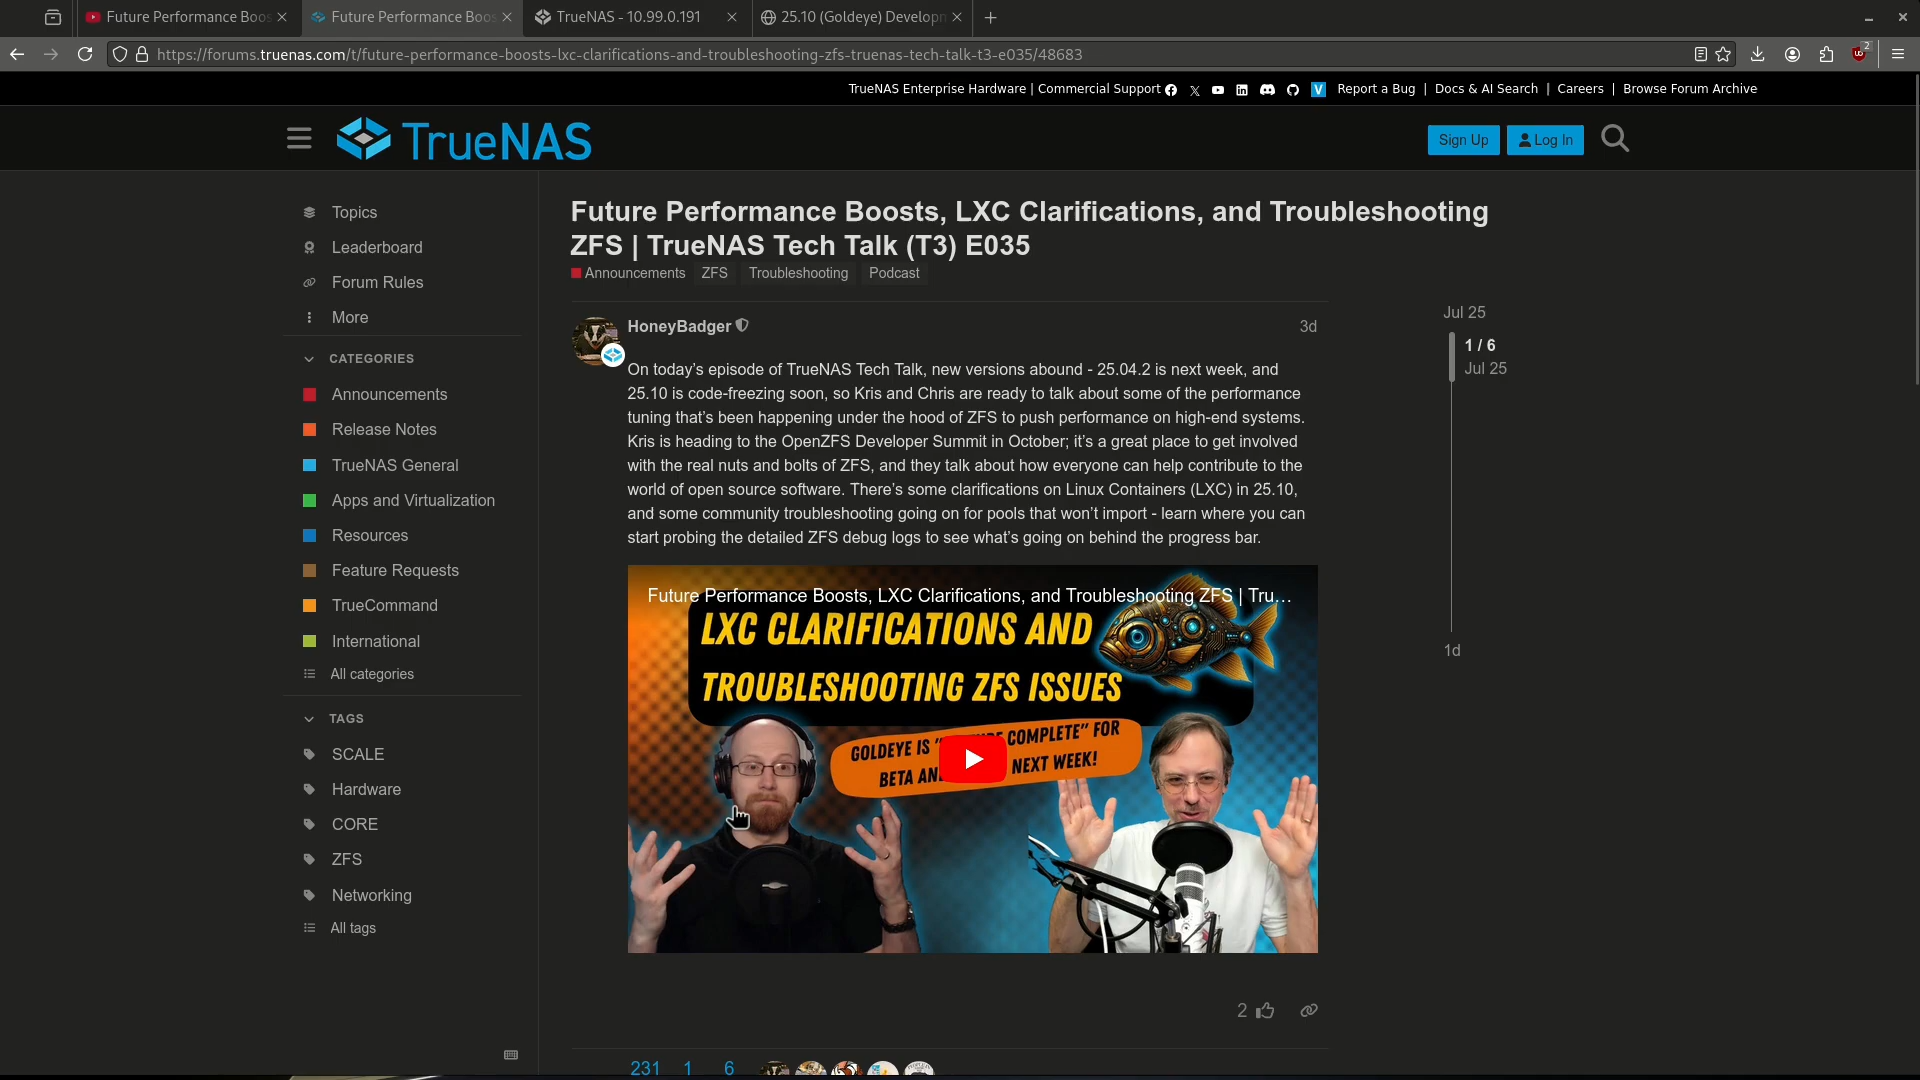 Future Performance Boos
Future Performance Boos
TrueNAS - 10.99.0.191
25.10 (Goldeye) Developm
https://forums.truenas.com/t/future-performance-boosts-lxc-clarifications-and-troubleshooting-zfs-truenas-tech-talk-t3-e035/48683
2
TrueNAS Enterprise Hardware | Commercial Support
V
Report a Bug | Docs & AI Search | Careers | Browse Forum Archive
TrueNAS
Sign Up
Log In
Topics
Leaderboard
Forum Rules
More
CATEGORIES
Announcements
Release Notes
TrueNAS General
Apps and Virtualization
Resources
Feature Requests
TrueCommand
International
All categories
TAGS
SCALE
Hardware
CORE
ZFS
Networking
All tags
Future Performance Boosts, LXC Clarifications, and Troubleshooting
ZFS | TrueNAS Tech Talk (T3) E035
Announcements ZFS Troubleshooting Podcast
HoneyBadger
3d
On today’s episode of TrueNAS Tech Talk, new versions abound - 25.04.2 is next week, and
25.10 is code-freezing soon, so Kris and Chris are ready to talk about some of the performance
tuning that’s been happening under the hood of ZFS to push performance on high-end systems.
Kris is heading to the OpenZFS Developer Summit in October; it’s a great place to get involved
with the real nuts and bolts of ZFS, and they talk about how everyone can help contribute to the
world of open source software. There’s some clarifications on Linux Containers (LXC) in 25.10,
and some community troubleshooting going on for pools that won’t import - learn where you can
start probing the detailed ZFS debug logs to see what’s going on behind the progress bar.
Future Performance Boosts, LXC Clarifications, and Troubleshooting ZFS | Tru…
LXC CLARIFICATIONS AND
TROUBLESHOOTING ZFS ISSUES
GOLDEYE IS COMPLETE" FOR
BETA NEXT WEEK!
2
231 1 6
Jul 25
1 / 6
Jul 25
1d